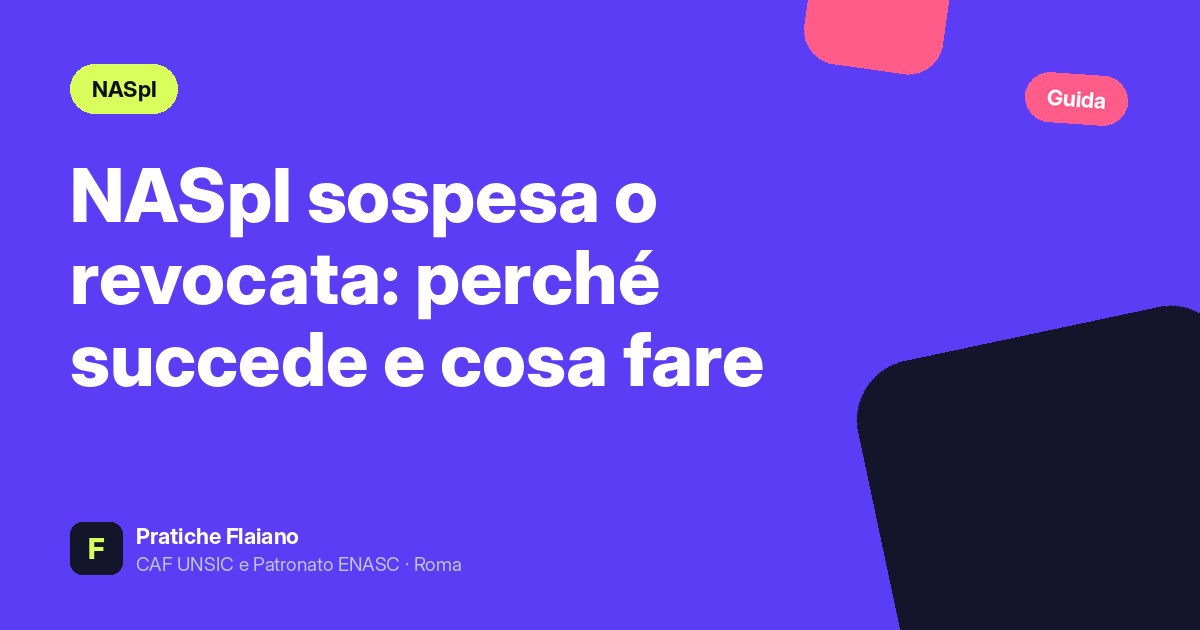 NASpI
Guida
NASpI sospesa o
revocata: perché
succede e cosa fare
F
Pratiche Flaiano
CAF UNSIC e Patronato ENASC · Roma